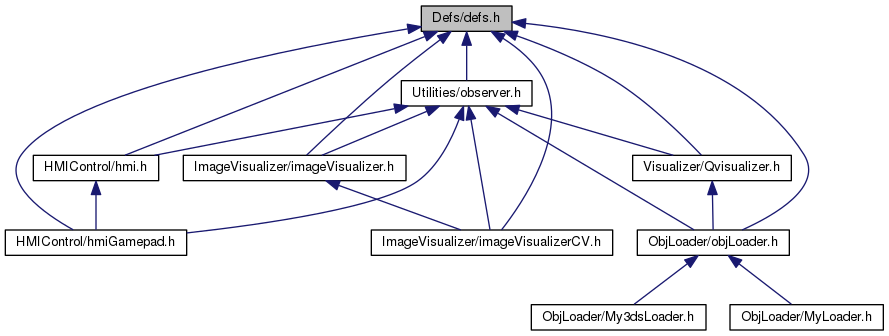 Defs/defs.h
Utilities/observer.h
HMIControl/hmi.h
ImageVisualizer/imageVisualizer.h
Visualizer/Qvisualizer.h
HMIControl/hmiGamepad.h
ImageVisualizer/imageVisualizerCV.h
ObjLoader/objLoader.h
ObjLoader/My3dsLoader.h
ObjLoader/MyLoader.h